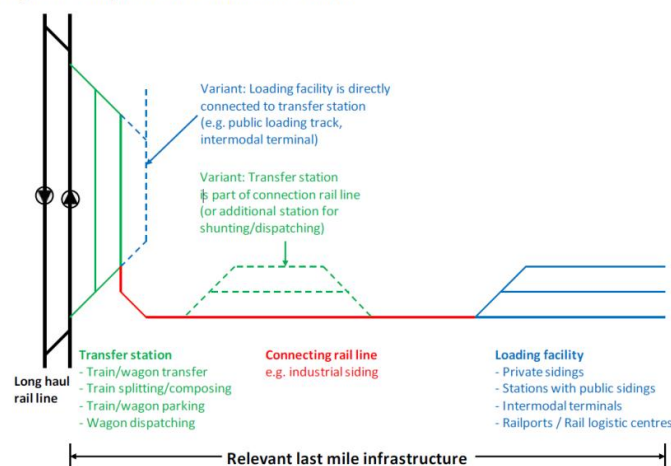 Variant: Loading facility is directly
connected to transfer station
(e.g. public loading track,
intermodal terminal)
Variant: Transfer station
is part of connection rail line
(or additional station for
shunting/dispatching)
Long haul
rail line
Transfer station
- Train/wagon transfer
- Train splitting/composing
- Train/wagon parking
- Wagon dispatching
Connecting rail line
e.g. industrial siding
Loading facility
- Private sidings
- Stations with public sidings
- Intermodal terminals
- Railports / Rail logistic centres
Relevant last mile infrastructure